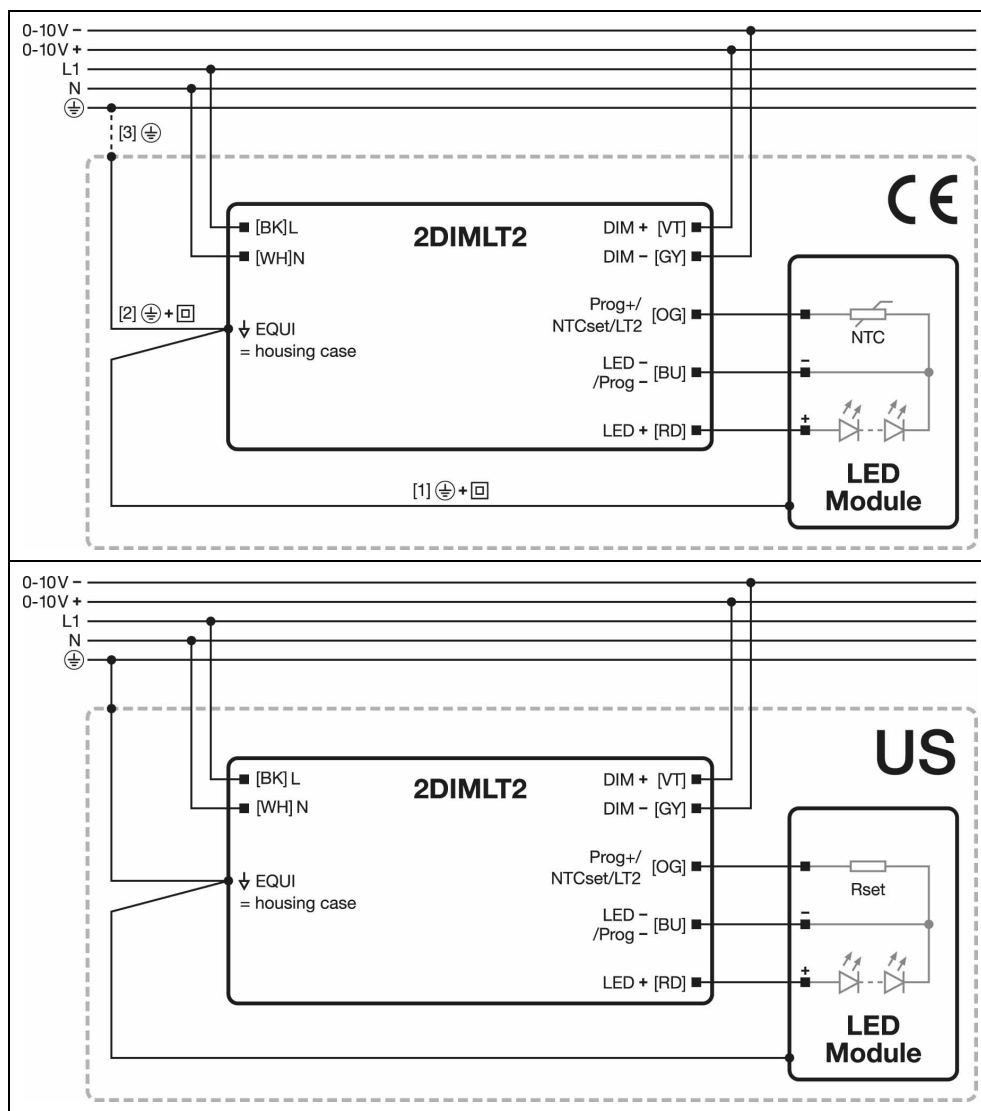 0-10V −
0-10V +
L1
N
[3]
CE
[BK]L
[WH]N
2DIMLT2
DIM + [VT]
DIM − [GY]
[2] +
EQUI
= housing case
Prog+/
NTCset/LT2
[OG]
LED −
/Prog −
[BU]
LED + [RD]
NTC
−
+
LED
Module
[1] +
0-10V −
0-10V +
L1
N
US
[BK] L
[WH] N
2DIMLT2
DIM + [VT]
DIM − [GY]
EQUI
= housing case
Prog+/
NTCset/LT2
[OG]
LED −
/Prog −
[BU]
LED + [RD]
Rset
−
+
LED
Module